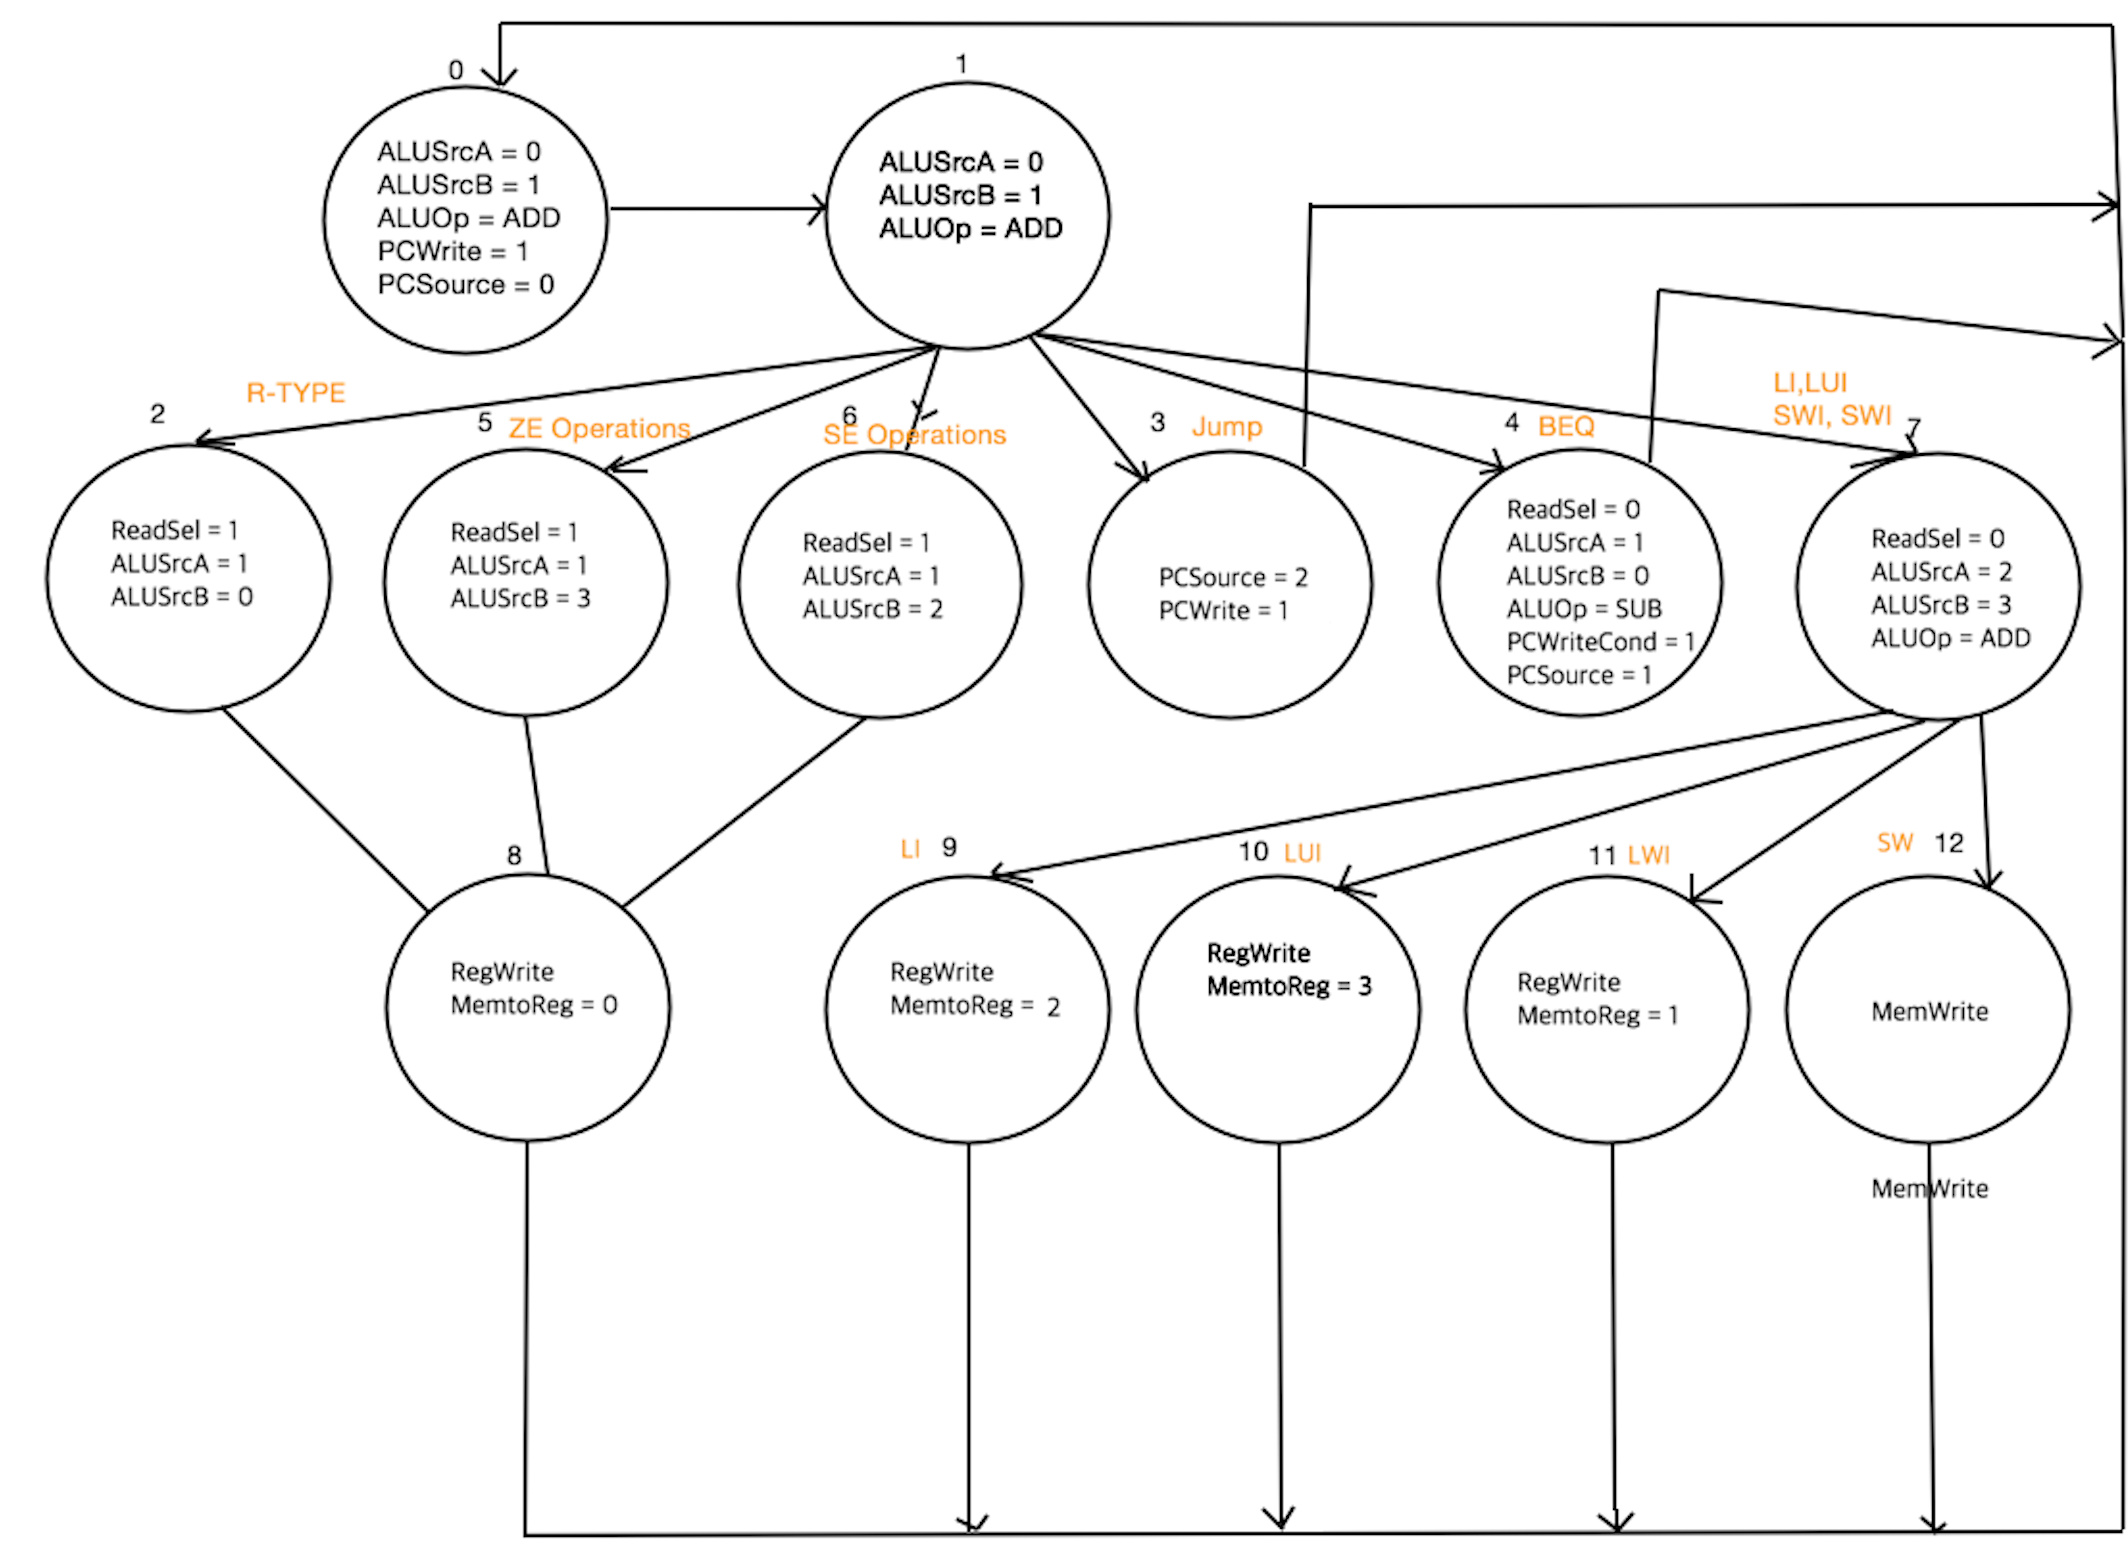 0
ALUSrcA = 0
ALUSrcB = 1
ALUOp = ADD
PCWrite = 1
PCSource = 0
1
ALUSrcA = 0
ALUSrcB = 1
ALUOp = ADD
2
R-TYPE
ReadSel = 1
ALUSrcA = 1
ALUSrcB = 0
5
ZE Operations
ReadSel = 1
ALUSrcA = 1
ALUSrcB = 3
6
SE Operations
ReadSel = 1
ALUSrcA = 1
ALUSrcB = 2
3
Jump
PCSource = 2
PCWrite = 1
4
BEQ
ReadSel = 0
ALUSrcA = 1
ALUSrcB = 0
ALUOp = SUB
PCWriteCond = 1
PCSource = 1
LI,LUI
SWI, SWI
7
ReadSel = 0
ALUSrcA = 2
ALUSrcB = 3
ALUOp = ADD
8
RegWrite
MemtoReg = 0
LI 9
RegWrite
MemtoReg = 2
10 LUI
RegWrite
MemtoReg = 3
11 LWI
RegWrite
MemtoReg = 1
SW 12
MemWrite
MemWrite